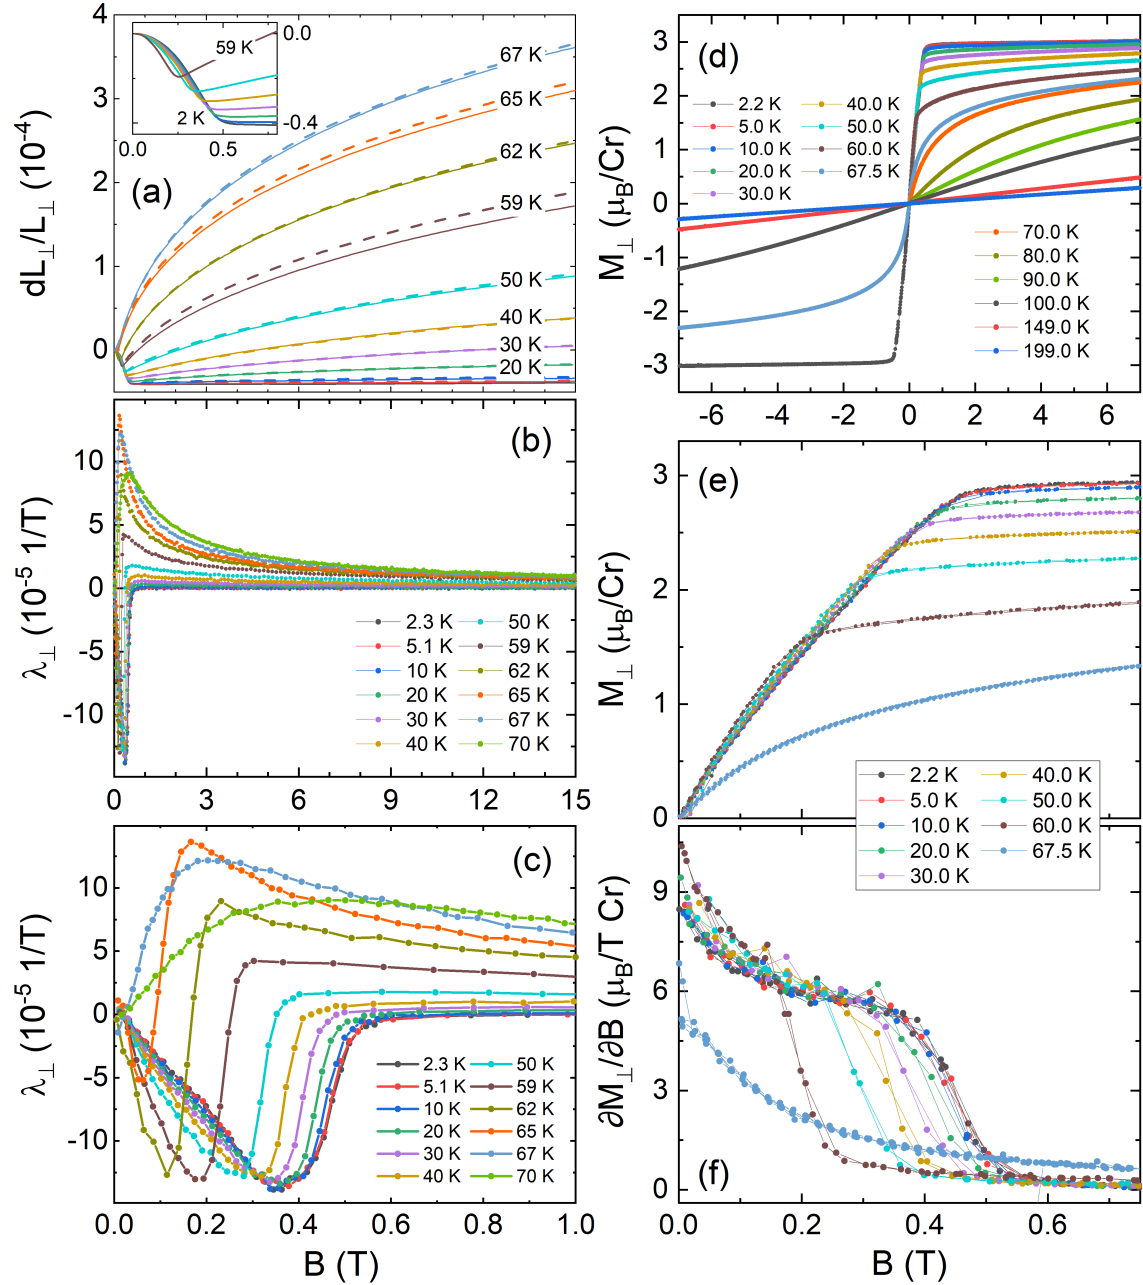 0.0
59 K
2 K
-0.4
0.0 0.5
4
3
2
1
0
dL⊥/L⊥ (10⁻⁴)
(a)
67 K
65 K
62 K
59 K
50 K
40 K
30 K
20 K
10
5
0
-5
-10
λ⊥ (10⁻⁵ 1/T)
(b)
2.3 K 50 K
5.1 K 59 K
10 K 62 K
20 K 65 K
30 K 67 K
40 K 70 K
0 3 6 9 12 15
10
5
0
-5
-10
λ⊥ (10⁻⁵ 1/T)
(c)
2.3 K 50 K
5.1 K 59 K
10 K 62 K
20 K 65 K
30 K 67 K
40 K 70 K
0.0 0.2 0.4 0.6 0.8 1.0
B (T)
3
2
1
0
-1
-2
-3
M⊥ (μB/Cr)
(d)
2.2 K 40.0 K
5.0 K 50.0 K
10.0 K 60.0 K
20.0 K 67.5 K
30.0 K
70.0 K
80.0 K
90.0 K
100.0 K
149.0 K
199.0 K
-6 -4 -2 0 2 4 6
3
2
1
0
M⊥ (μB/Cr)
(e)
2.2 K 40.0 K
5.0 K 50.0 K
10.0 K 60.0 K
20.0 K 67.5 K
30.0 K
9
6
3
0
∂M⊥/∂B (μB/T Cr)
(f)
0.0 0.2 0.4 0.6
B (T)